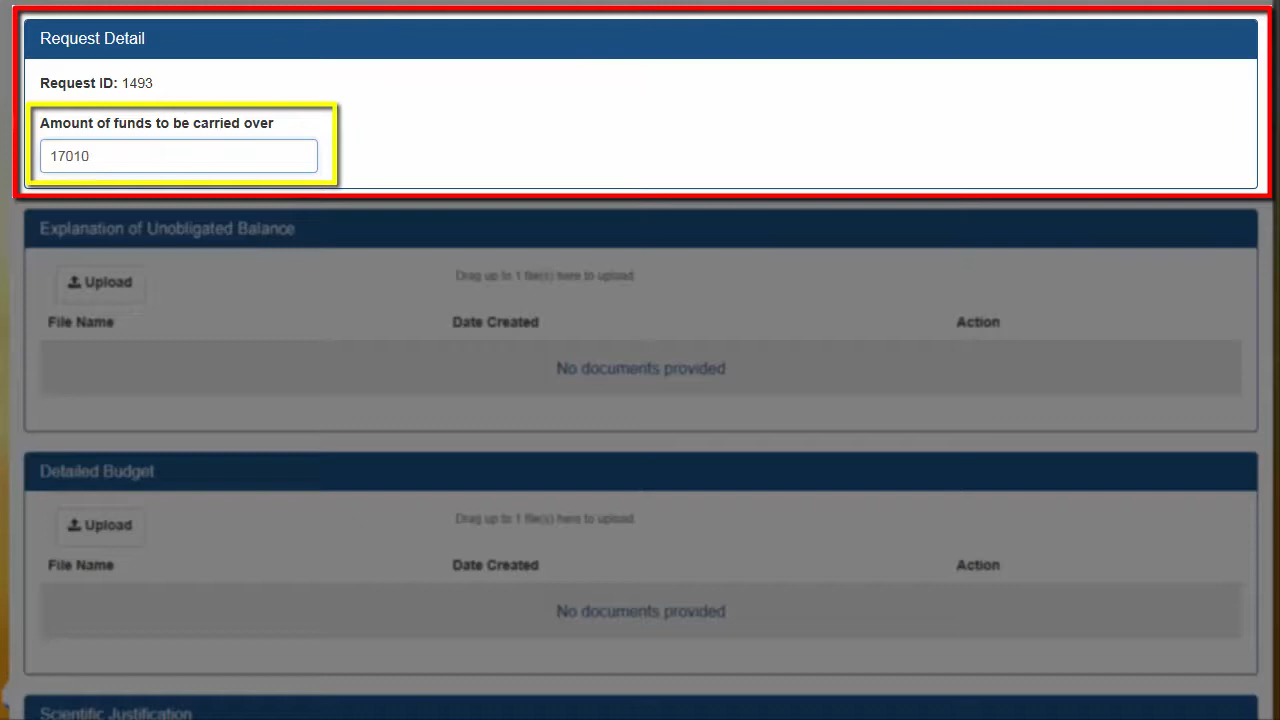 Request Detail
Request ID: 1493
Amount of funds to be carried over
17010
Explanation of Unobligated Balance
Upload
Drag up to 1 file(s) here to upload
File Name Date Created Action
No documents provided
Detailed Budget
Upload
Drag up to 1 file(s) here to upload
File Name Date Created Action
No documents provided
Scientific Justification